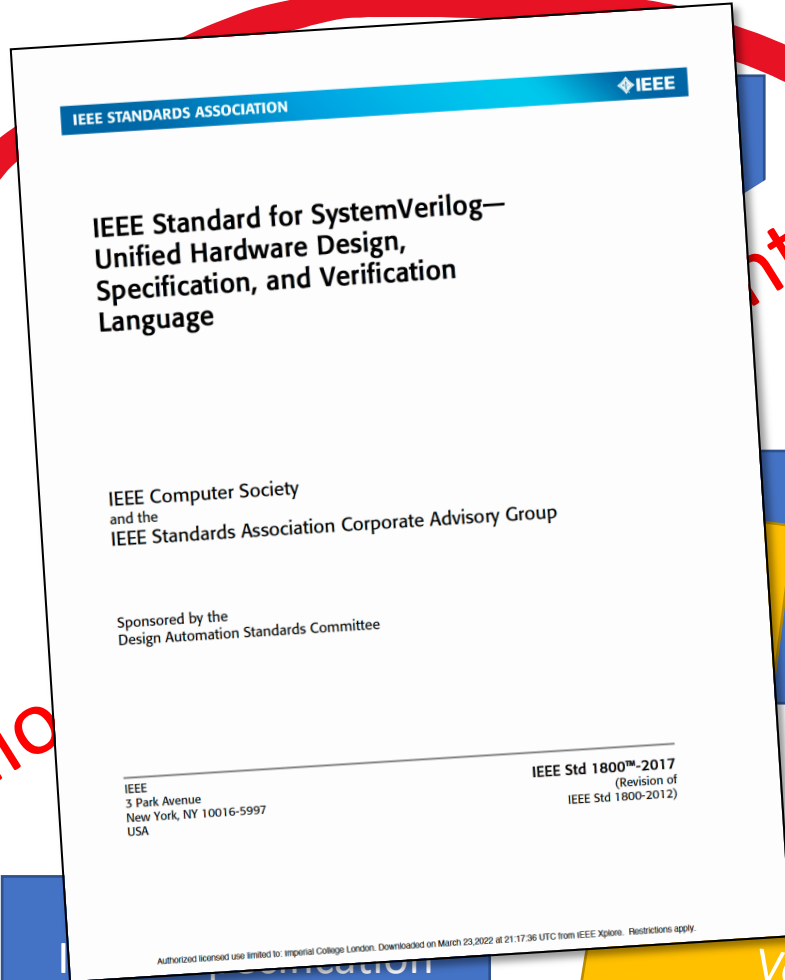 IEEE STANDARDS ASSOCIATION
IEEE
IEEE Standard for SystemVerilog—
Unified Hardware Design,
Specification, and Verification
Language
IEEE Computer Society
and the
IEEE Standards Association Corporate Advisory Group
Sponsored by the
Design Automation Standards Committee
IEEE
3 Park Avenue
New York, NY 10016-5997
USA
IEEE Std 1800™-2017
(Revision of
IEEE Std 1800-2012)
Authorized licensed use limited to: Imperial College London. Downloaded on March 23,2022 at 21:17:36 UTC from IEEE Xplore. Restrictions apply.